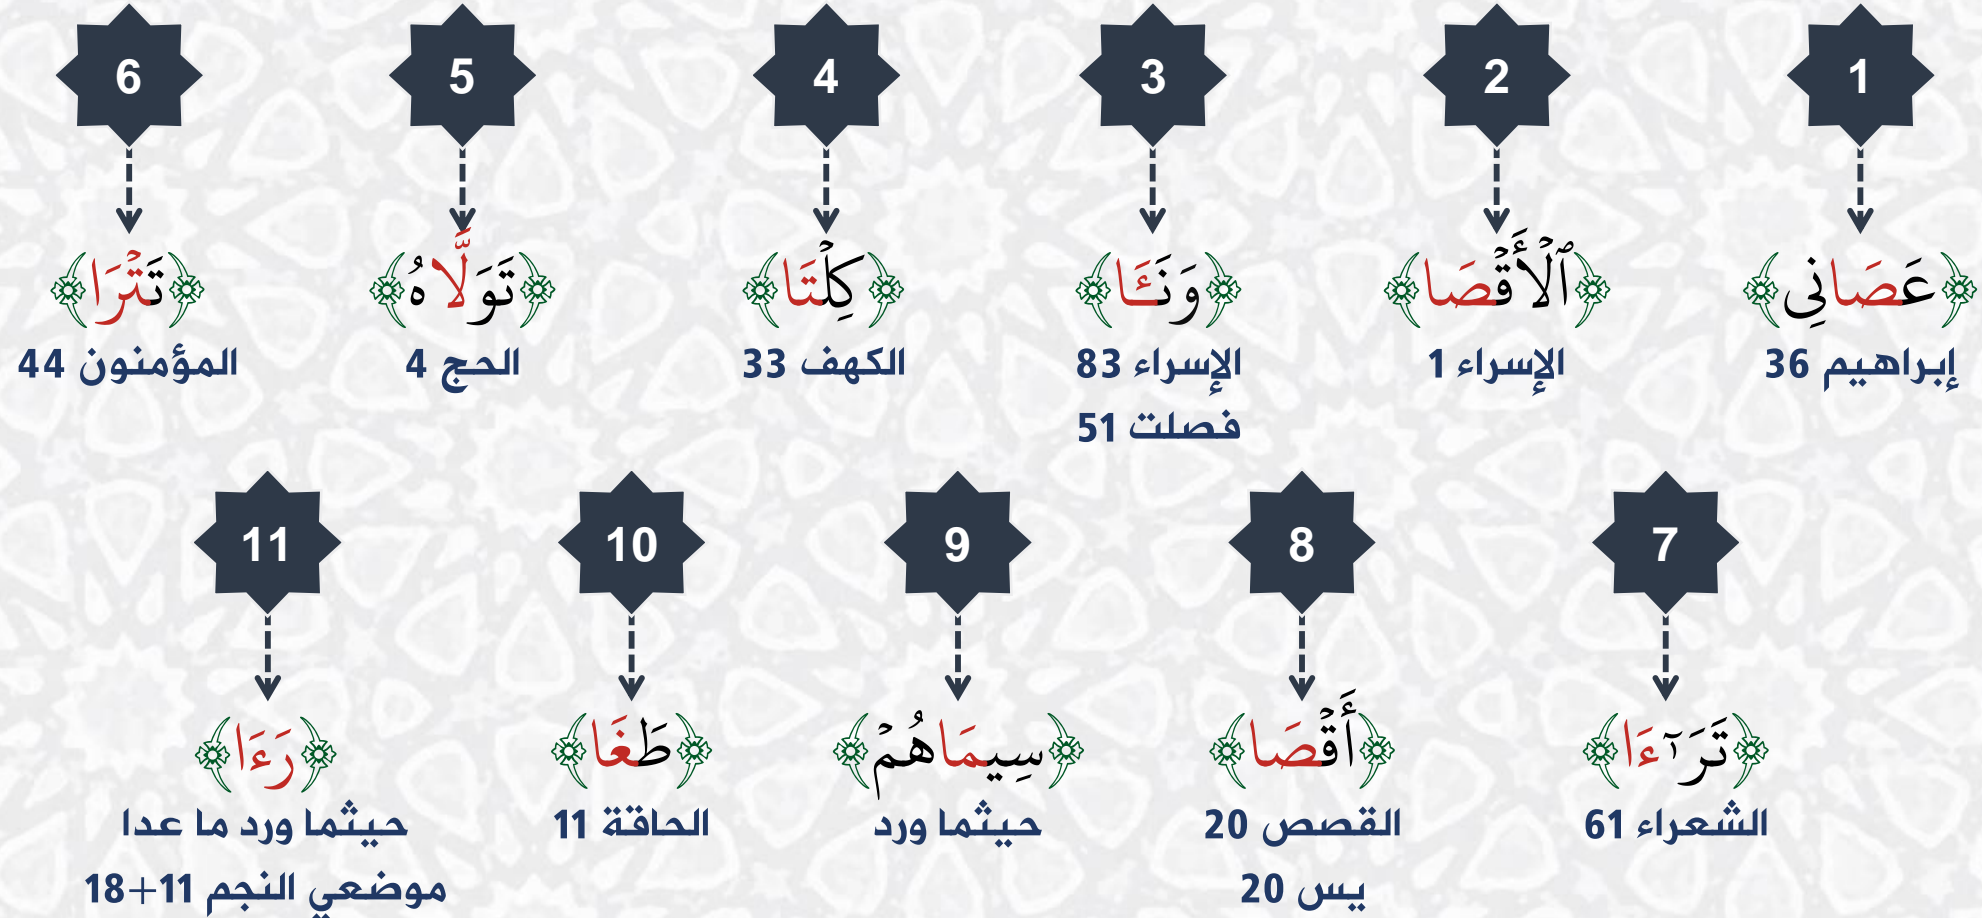 1 2 3 4 5 6
﴿عَصَانِى﴾ ﴿ٱلۡأَقۡصَا﴾ ﴿وَنَـَٔا﴾ ﴿كِلۡتَا﴾ ﴿تَوَلَّاهُ﴾ ﴿تَتۡرَا﴾
إبراهيم 36 الإسراء 1 الإسراء 83 الكهف 33 الحج 4 المؤمنون 44
فصلت 51
7 8 9 10 11
﴿تَرَٰٓءَا﴾ ﴿أَقۡصَا﴾ ﴿سِيمَاهُمۡ﴾ ﴿طَغَا﴾ ﴿رَءَا﴾
الشعراء 61 القصص 20 حيثما ورد الحاقة 11 حيثما ورد ما عدا
يس 20 موضعي النجم 11+18